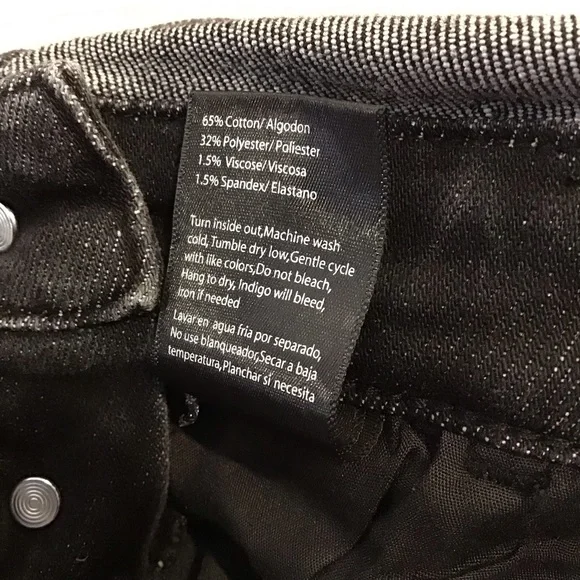 65% Cotton/ Algodon
32% Polyester/ Poliester
1.5% Viscose/ Viscosa
1.5% Spandex/ Elastano
Turn inside out,Machine wash
cold,Tumble dry low,Gentle cycle
with like colors,Do not bleach,
Hang to dry, Indigo will bleed,
iron if needed
Lavar en agua fria por separado,
No use blanqueador,Secar a baja
temperatura,Planchar sí necesita